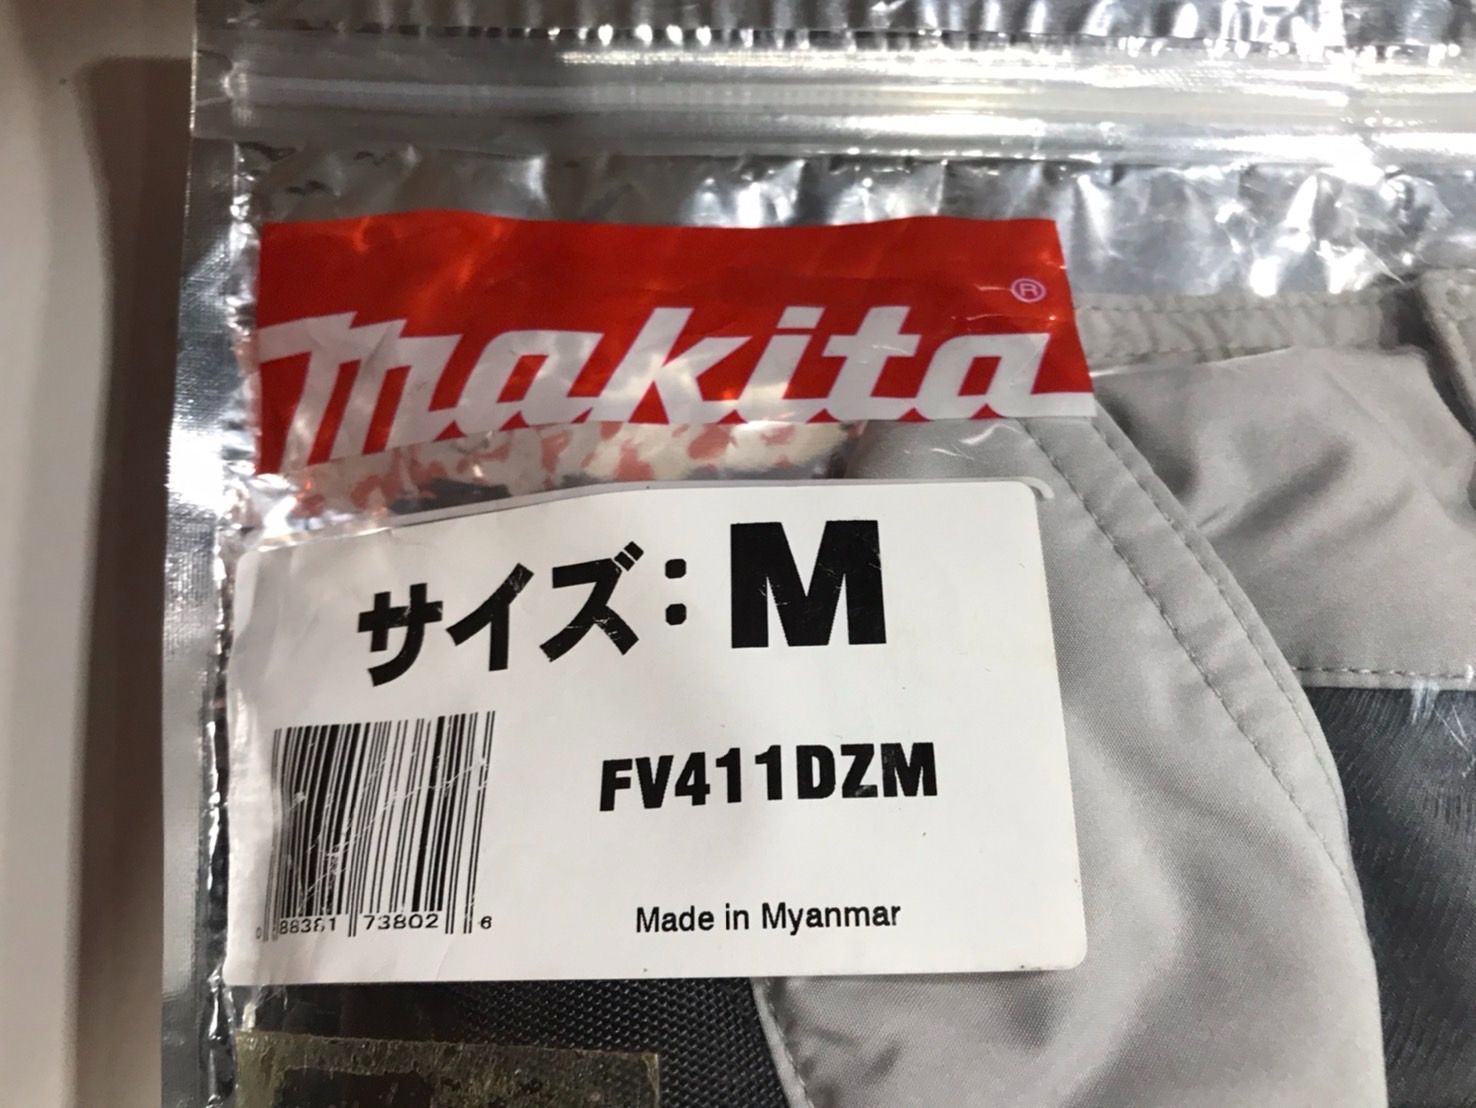 makita®
サイズ:M
FV411DZM
0 88381 73802 6
Made in Myanmar